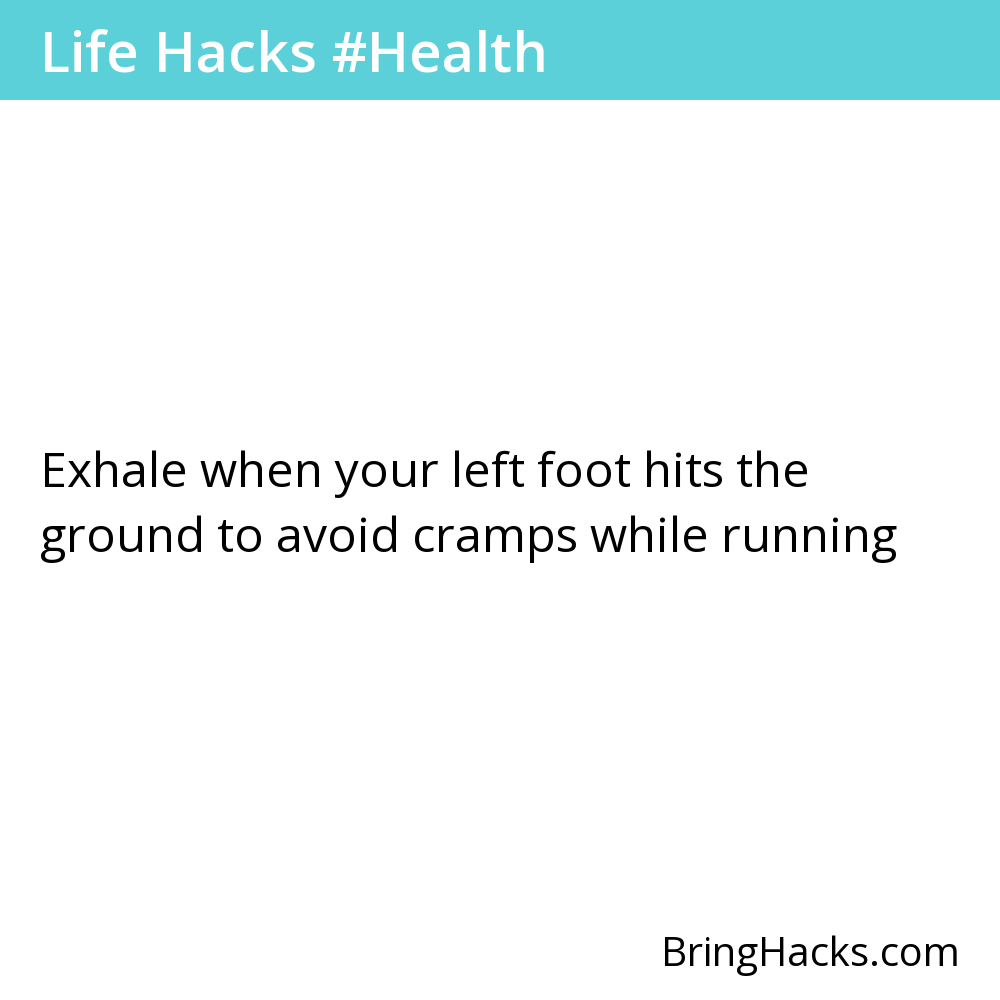 Life Hacks #Health
Exhale when your left foot hits the
ground to avoid cramps while running
BringHacks.com